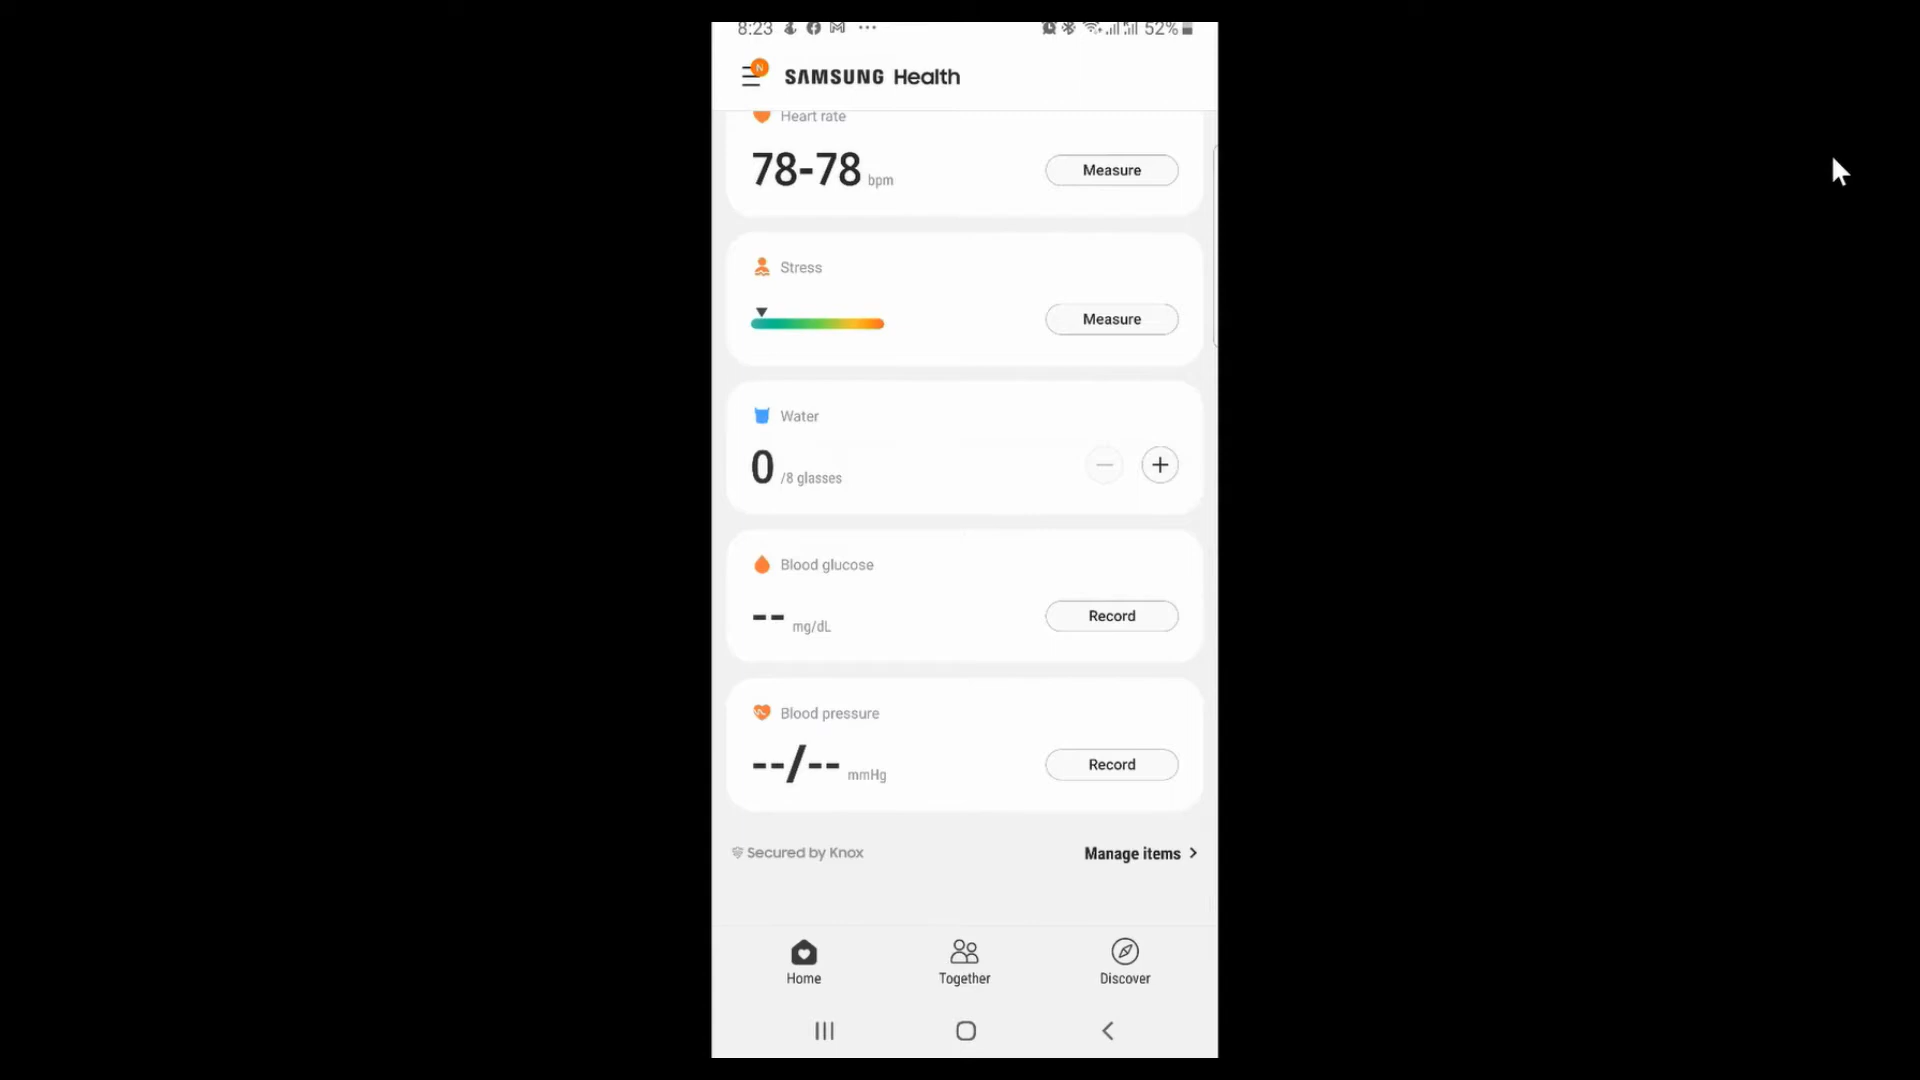 8:23 ... 52%
N
SAMSUNG Health
Heart rate
78-78 bpm
Measure
Stress
Measure
Water
0 /8 glasses
Blood glucose
-- mg/dL
Record
Blood pressure
--/-- mmHg
Record
Secured by Knox
Manage items >
Home
Together
Discover